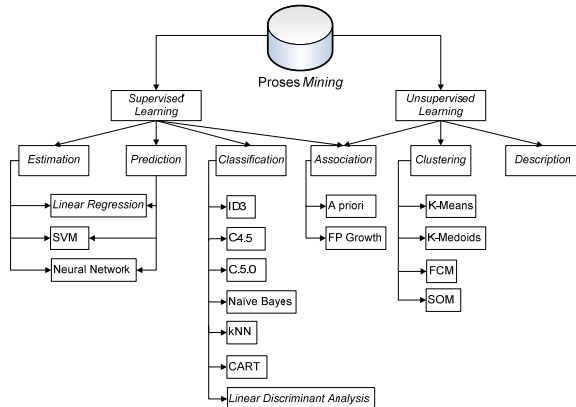 Proses Mining
Supervised
Learning
Unsupervised
Learning
Estimation
Prediction
Classification
Association
Clustering
Description
Linear Regression
SVM
Neural Network
ID3
C4.5
C.5.0
Naïve Bayes
kNN
CART
Linear Discriminant Analysis
A priori
FP Growth
K-Means
K-Medoids
FCM
SOM